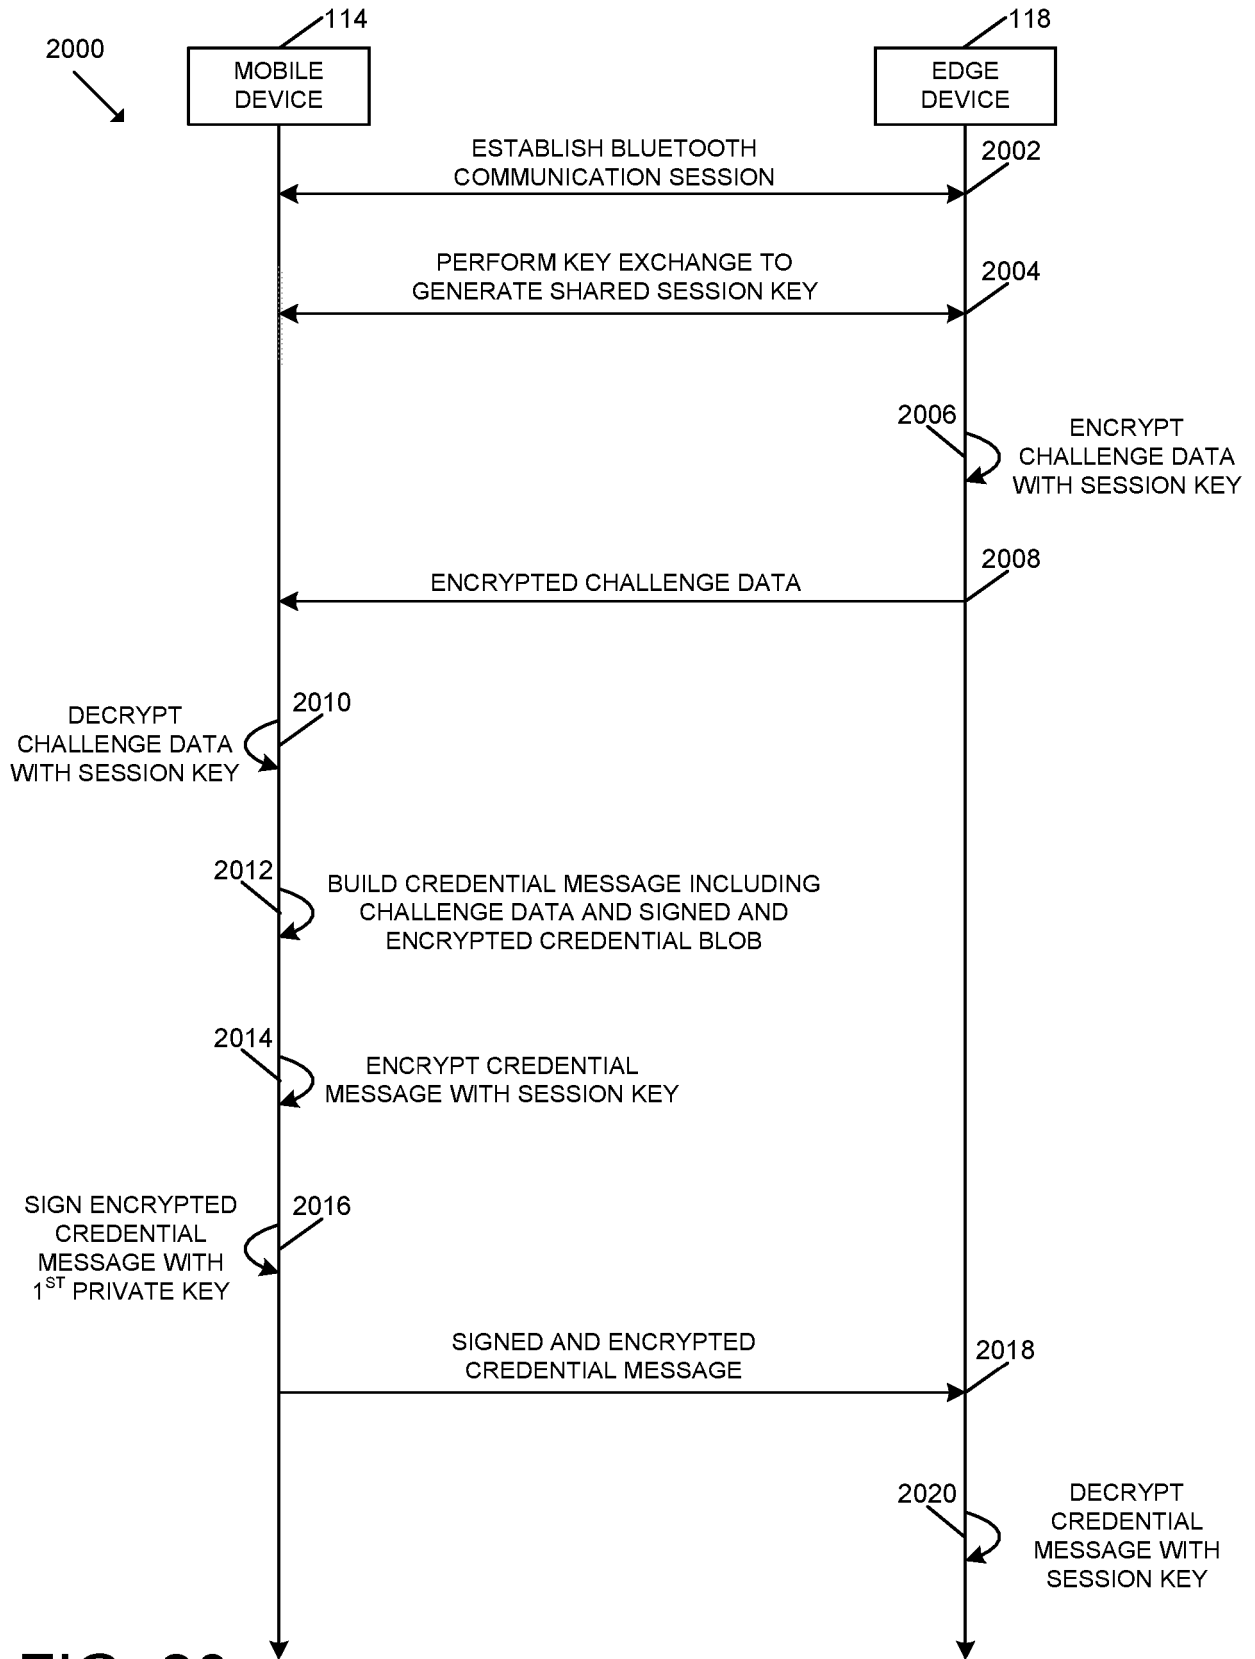 114
118
2000
MOBILE
DEVICE
EDGE
DEVICE
ESTABLISH BLUETOOTH
COMMUNICATION SESSION
2002
PERFORM KEY EXCHANGE TO
GENERATE SHARED SESSION KEY
2004
2006
ENCRYPT
CHALLENGE DATA
WITH SESSION KEY
ENCRYPTED CHALLENGE DATA
2008
2010
DECRYPT
CHALLENGE DATA
WITH SESSION KEY
2012
BUILD CREDENTIAL MESSAGE INCLUDING
CHALLENGE DATA AND SIGNED AND
ENCRYPTED CREDENTIAL BLOB
2014
ENCRYPT CREDENTIAL
MESSAGE WITH SESSION KEY
2016
SIGN ENCRYPTED
CREDENTIAL
MESSAGE WITH
1ST PRIVATE KEY
SIGNED AND ENCRYPTED
CREDENTIAL MESSAGE
2018
2020
DECRYPT
CREDENTIAL
MESSAGE WITH
SESSION KEY